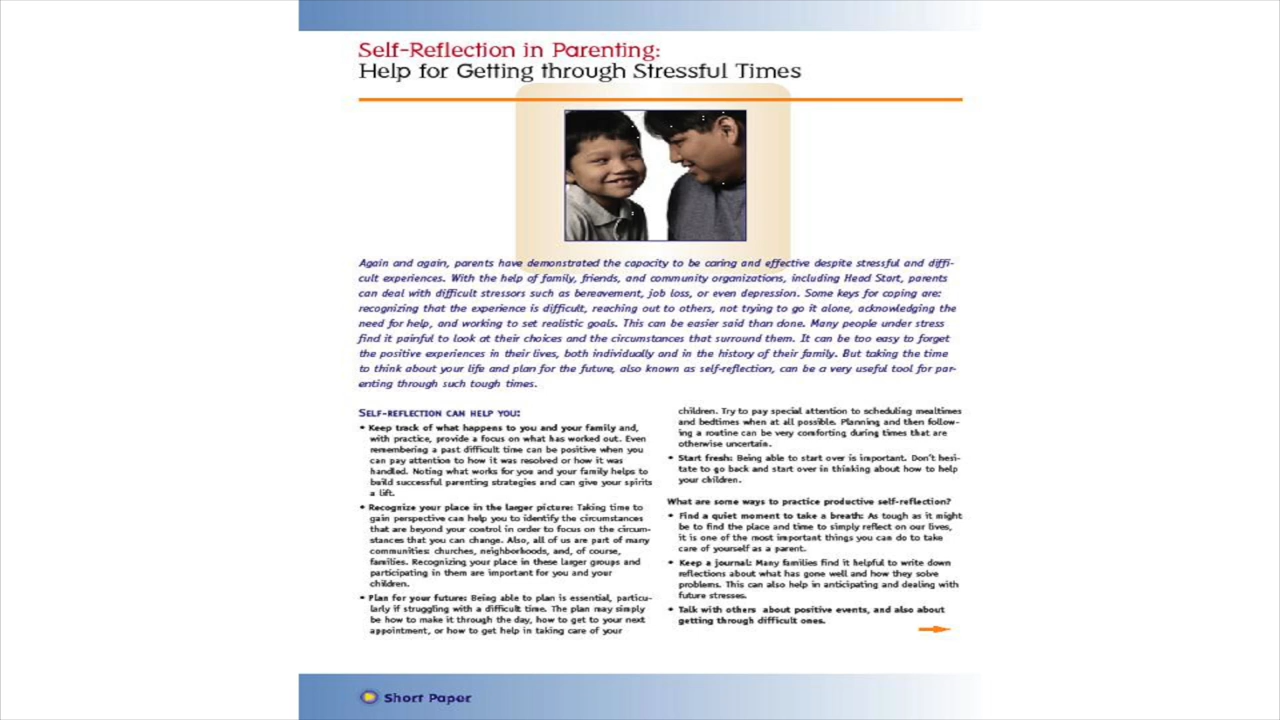 Self-Reflection in Parenting:
Help for Getting through Stressful Times
Again and again, parents have demonstrated the capacity to be caring and effective despite stressful and diffi-
cult experiences. With the help of family, friends, and community organizations, including Head Start, parents
can deal with difficult stressors such as bereavement, job loss, or even depression. Some keys for coping are:
recognizing that the experience is difficult, reaching out to others, not trying to go it alone, acknowledging the
need for help, and working to set realistic goals. This can be easier said than done. Many people under stress
find it painful to look at their choices and the circumstances that surround them. It can be too easy to forget
the positive experiences in their lives, both individually and in the history of their family. But taking the time
to think about your life and plan for the future, also known as self-reflection, can be a very useful tool for par-
enting through such tough times.
SELF-REFLECTION CAN HELP YOU:
• Keep track of what happens to you and your family and,
with practice, provide a focus on what has worked out. Even
remembering a past difficult time can be positive when you
can pay attention to how it was resolved or how it was
handled. Noting what works for you and your family helps to
build successful parenting strategies and can give your spirits
a lift.
• Recognize your place in the larger picture: Taking time to
gain perspective can help you to identify the circumstances
that are beyond your control in order to focus on the circum-
stances that you can change. Also, all of us are part of many
communities: churches, neighborhoods, and, of course,
families. Recognizing your place in these larger groups and
participating in them are important for you and your
children.
• Plan for your future: Being able to plan is essential, particu-
larly if struggling with a difficult time. The plan may simply
be how to make it through the day, how to get to your next
appointment, or how to get help in taking care of your
children. Try to pay special attention to scheduling mealtimes
and bedtimes when at all possible. Planning and then follow-
ing a routine can be very comforting during times that are
otherwise uncertain.
• Start fresh: Being able to start over is important. Don't hesi-
tate to go back and start over in thinking about how to help
your children.
What are some ways to practice productive self-reflection?
• Find a quiet moment to take a breath: As tough as it might
be to find the place and time to simply reflect on our lives,
it is one of the most important things you can do to take
care of yourself as a parent.
• Keep a journal: Many families find it helpful to write down
reflections about what has gone well and how they solve
problems. This can also help in anticipating and dealing with
future stresses.
• Talk with others about positive events, and also about
getting through difficult ones.
Short Paper